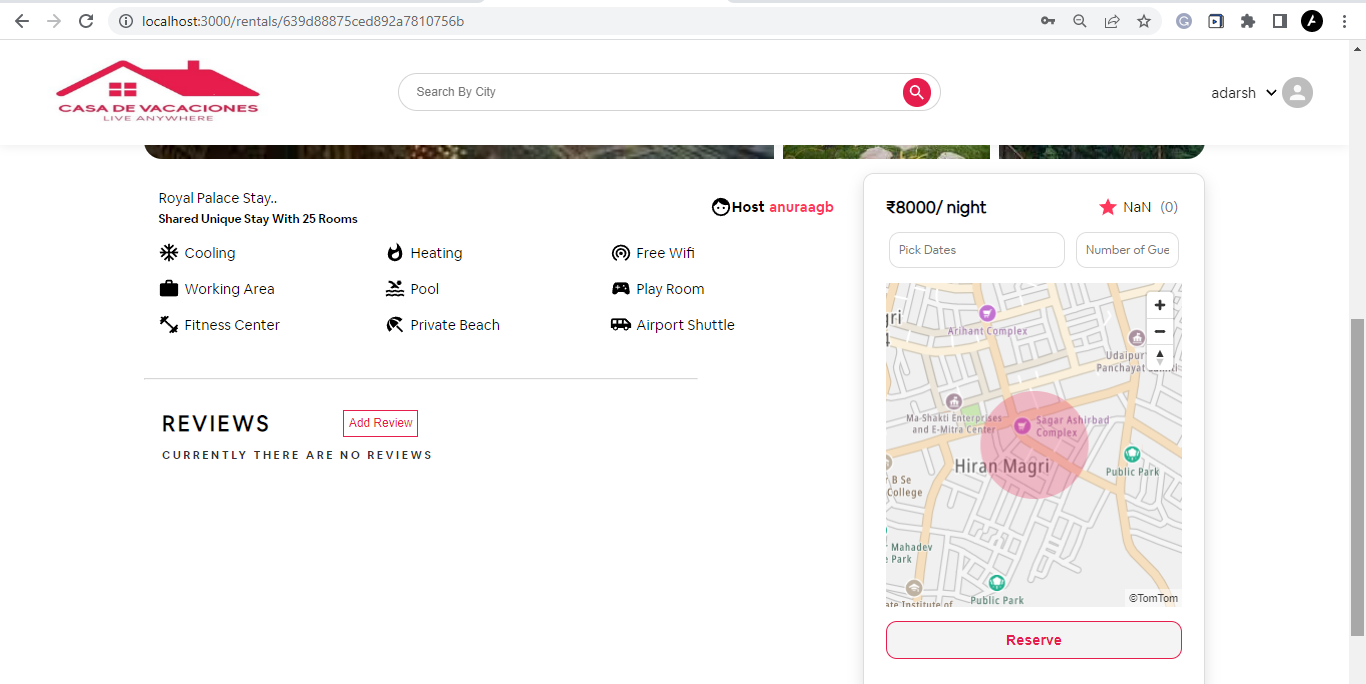 localhost:3000/rentals/639d88875ced892a7810756b
CASA DE VACACIONES
LIVE ANYWHERE
Search By City
adarsh
Royal Palace Stay..
Shared Unique Stay With 25 Rooms
Host anuraagb
Cooling
Heating
Free Wifi
Working Area
Pool
Play Room
Fitness Center
Private Beach
Airport Shuttle
REVIEWS
Add Review
CURRENTLY THERE ARE NO REVIEWS
₹8000/ night
NaN (0)
Pick Dates
Number of Gue
gri
4
Arihant Complex
Udaipur
Panchayat
Ma Shakti Enterprises
and E-Mitra Center
Sagar Ashirbad
Complex
Hiran Magri
Public Park
B Se
College
Mahadev
e Park
Public Park
ate Institute of
©TomTom
Reserve